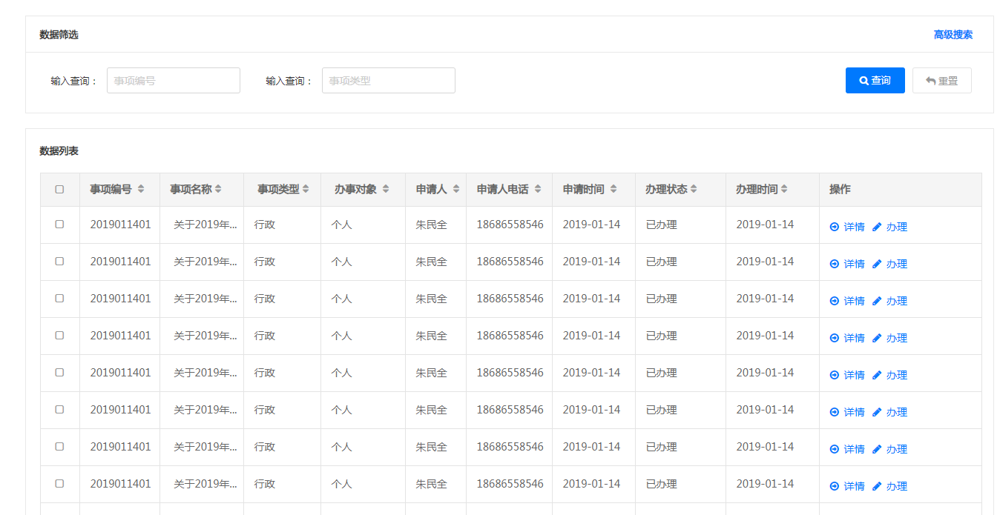 数据筛选 高级搜索
输入查询： 事项编号 输入查询： 事项类型 查询 重置
数据列表
事项编号 事项名称 事项类型 办事对象 申请人 申请人电话 申请时间 办理状态 办理时间 操作
2019011401 关于2019年... 行政 个人 朱民全 18686558546 2019-01-14 已办理 2019-01-14 详情 办理
2019011401 关于2019年... 行政 个人 朱民全 18686558546 2019-01-14 已办理 2019-01-14 详情 办理
2019011401 关于2019年... 行政 个人 朱民全 18686558546 2019-01-14 已办理 2019-01-14 详情 办理
2019011401 关于2019年... 行政 个人 朱民全 18686558546 2019-01-14 已办理 2019-01-14 详情 办理
2019011401 关于2019年... 行政 个人 朱民全 18686558546 2019-01-14 已办理 2019-01-14 详情 办理
2019011401 关于2019年... 行政 个人 朱民全 18686558546 2019-01-14 已办理 2019-01-14 详情 办理
2019011401 关于2019年... 行政 个人 朱民全 18686558546 2019-01-14 已办理 2019-01-14 详情 办理
2019011401 关于2019年... 行政 个人 朱民全 18686558546 2019-01-14 已办理 2019-01-14 详情 办理